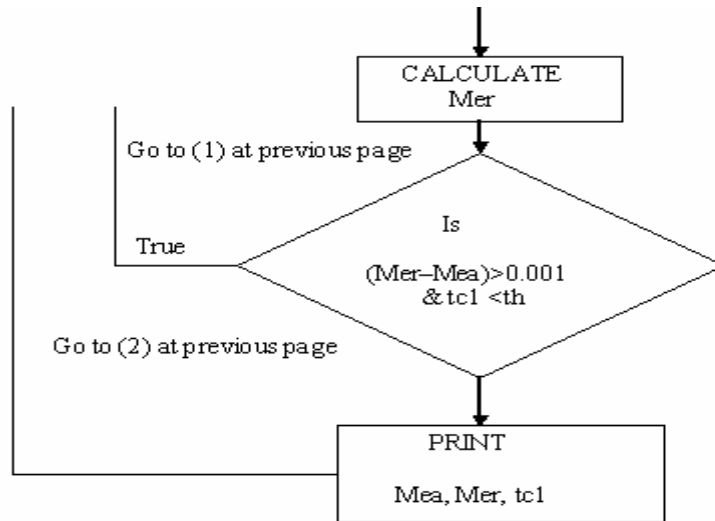 CALCULATE
Mer
Go to (1) at previous page
Is
True
(Mer–Mea)>0.001
& tc1 <th
Go to (2) at previous page
PRINT
Mea, Mer, tc1